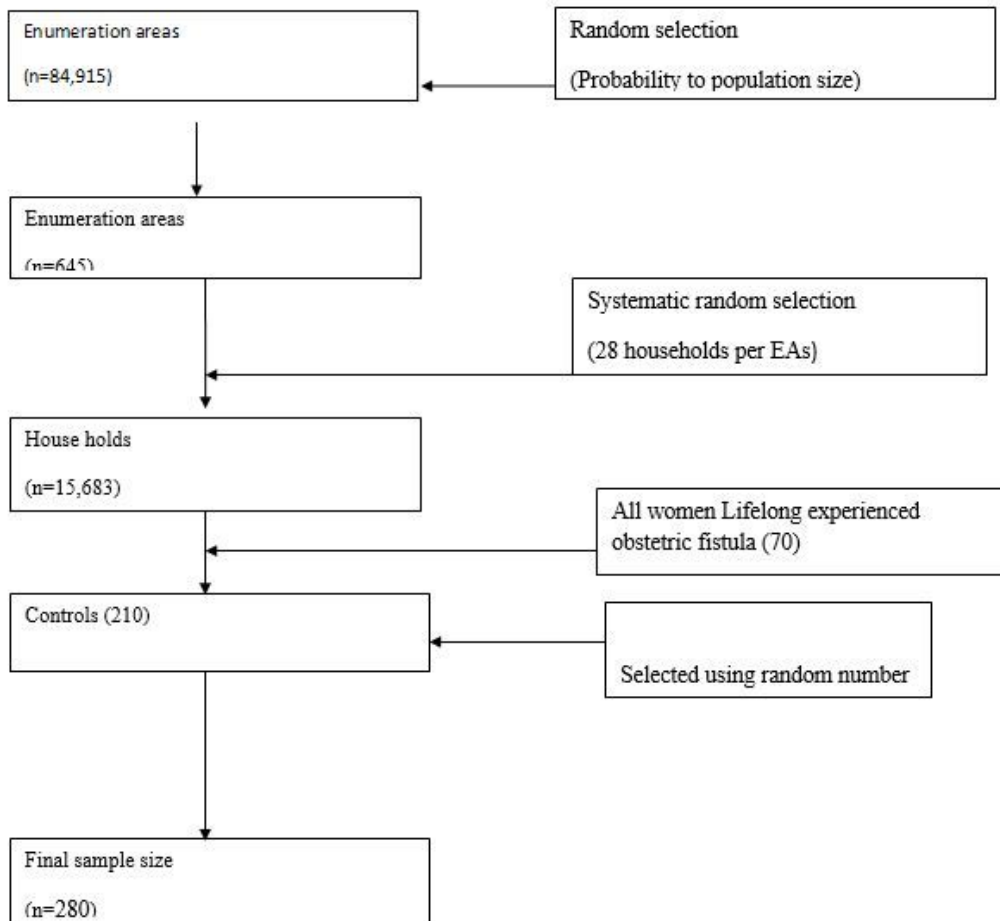 Enumeration areas
(n=84,915)
Random selection
(Probability to population size)
Enumeration areas
(n=645)
Systematic random selection
(28 households per EAs)
House holds
(n=15,683)
All women Lifelong experienced
obstetric fistula (70)
Controls (210)
Selected using random number
Final sample size
(n=280)